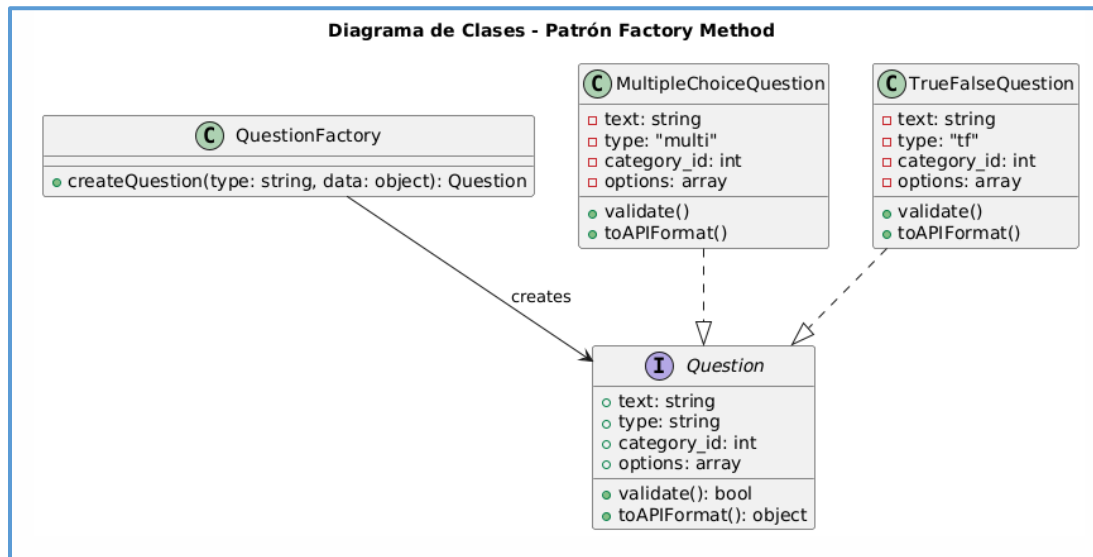 Diagrama de Clases - Patrón Factory Method
C QuestionFactory
createQuestion(type: string, data: object): Question
C MultipleChoiceQuestion
text: string
type: "multi"
category_id: int
options: array
validate()
toAPIFormat()
C TrueFalseQuestion
text: string
type: "tf"
category_id: int
options: array
validate()
toAPIFormat()
creates
I Question
text: string
type: string
category_id: int
options: array
validate(): bool
toAPIFormat(): object